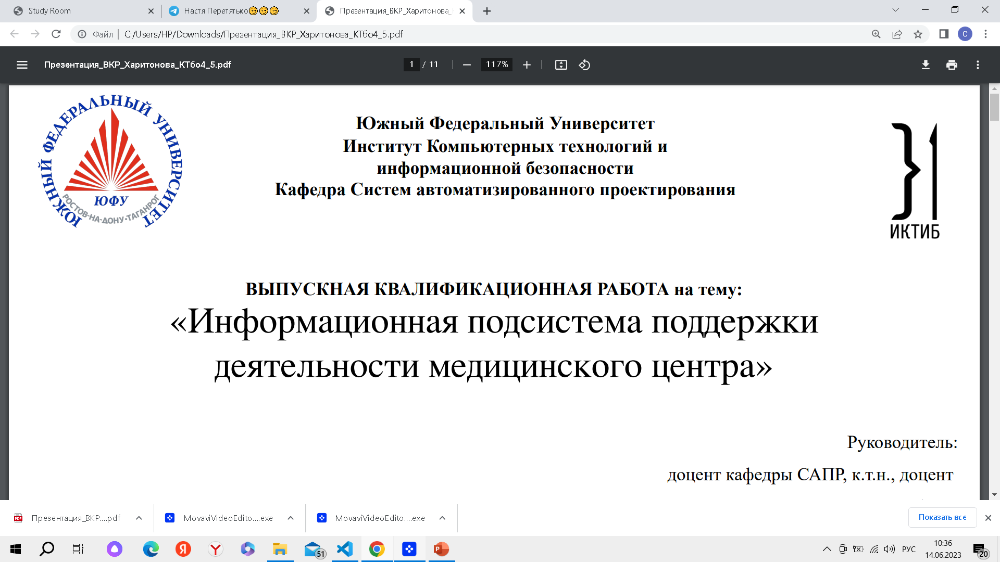 Study Room
Настя Перетятько😏😏😏
Презентация_ВКР_Харитонова_
Файл
C:/Users/HP/Downloads/Презентация_ВКР_Харитонова_КТбо4_5.pdf
C
Презентация_ВКР_Харитонова_КТбо4_5.pdf
1 / 11
117%
ЮЖНЫЙ ФЕДЕРАЛЬНЫЙ УНИВЕРСИТЕТ
ЮФУ
РОСТОВ-НА-ДОНУ•ТАГАНРОГ
Южный Федеральный Университет
Институт Компьютерных технологий и
информационной безопасности
Кафедра Систем автоматизированного проектирования
ИКТИБ
ВЫПУСКНАЯ КВАЛИФИКАЦИОННАЯ РАБОТА на тему:
«Информационная подсистема поддержки
деятельности медицинского центра»
Руководитель:
доцент кафедры САПР, к.т.н., доцент
PDF
Презентация_ВКР....pdf
MovaviVideoEdito....exe
MovaviVideoEdito....exe
Показать все
Я
Y
51
P
РУС
10:36
14.06.2023
20